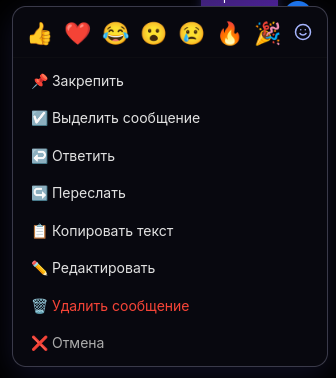 Закрепить
Выделить сообщение
Ответить
Переслать
Копировать текст
Редактировать
Удалить сообщение
Отмена